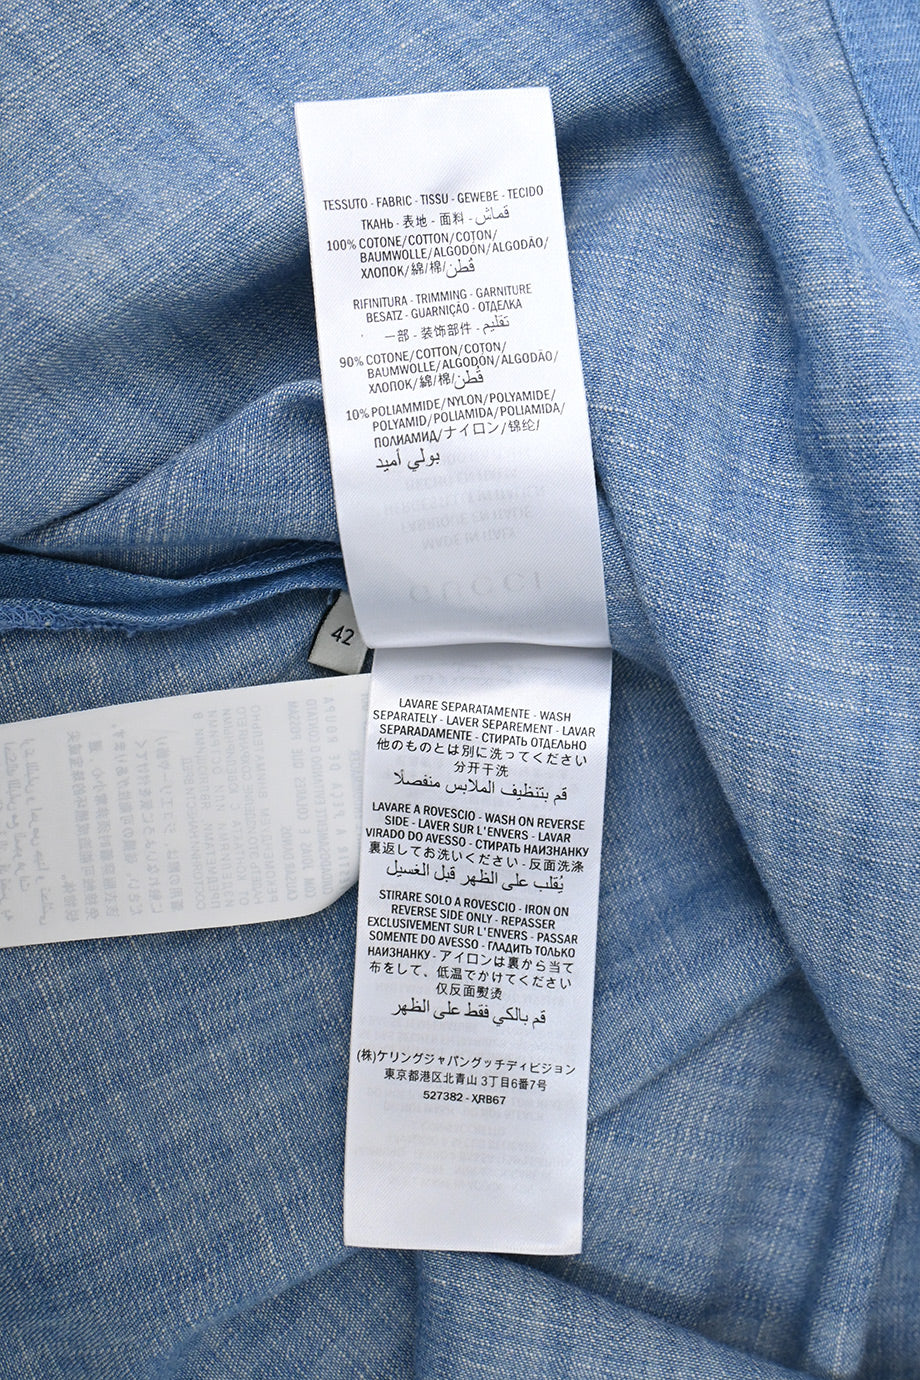 TESSUTO - FABRIC - TISSU - GEWEBE - TECIDO
ТКАНЬ - 表地 - 面料 - قماش
100% COTONE/COTTON/COTON/
BAUMWOLLE/ALGODÓN/ALGODÃO/
ХЛОПОК/綿/棉/قُطن
RIFINITURA - TRIMMING - GARNITURE
BESATZ - GUARNIÇÃO - ОТДЕЛКА
一部 - 装饰部件 - تقليم
90% COTONE/COTTON/COTON/
BAUMWOLLE/ALGODÓN/ALGODÃO/
ХЛОПОК/綿/棉/قُطن
10% POLIAMMIDE/NYLON/POLYAMIDE/
POLYAMID/POLIAMIDA/POLIAMIDA/
ПОЛИАМИД/ナイロン/锦纶/
بولي أميد
MADE IN ITALY
GUCCI
42
LAVARE SEPARATAMENTE - WASH
SEPARATELY - LAVER SEPAREMENT - LAVAR
SEPARADAMENTE - СТИРАТЬ ОТДЕЛЬНО
他のものとは別に洗ってください
分开干洗
قم بتنظيف الملابس منفصلًا
LAVARE A ROVESCIO - WASH ON REVERSE
SIDE - LAVER SUR L'ENVERS - LAVAR
VIRADO DO AVESSO - СТИРАТЬ НАИЗНАНКУ
裏返してお洗いください - 反面洗涤
يُقلب على الظهر قبل الغسيل
STIRARE SOLO A ROVESCIO - IRON ON
REVERSE SIDE ONLY - REPASSER
EXCLUSIVEMENT SUR L'ENVERS - PASSAR
SOMENTE DO AVESSO - ГЛАДИТЬ ТОЛЬКО
НАИЗНАНКУ - アイロンは裏から当て
布をして、低温でかけてください
仅反面熨烫
قم بالكي فقط على الظهر
(株)ケリングジャパングッチディビジョン
東京都港区北青山 3丁目6番7号
527382 - XRB67